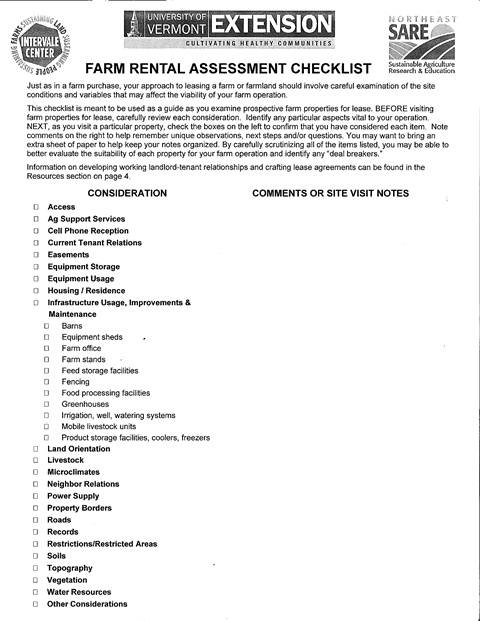 SUSTAINING FARMS SUSTAINING LAND SUSTAINING PEOPLE
INTERVALE
CENTER
UNIVERSITY OF
VERMONT
EXTENSION
CULTIVATING HEALTHY COMMUNITIES
NORTHEAST
SARE
Sustainable Agriculture
Research & Education
FARM RENTAL ASSESSMENT CHECKLIST
Just as in a farm purchase, your approach to leasing a farm or farmland should involve careful examination of the site
conditions and variables that may affect the viability of your farm operation.
This checklist is meant to be used as a guide as you examine prospective farm properties for lease. BEFORE visiting
farm properties for lease, carefully review each consideration. Identify any particular aspects vital to your operation.
NEXT, as you visit a particular property, check the boxes on the left to confirm that you have considered each item. Note
comments on the right to help remember unique observations, next steps and/or questions. You may want to bring an
extra sheet of paper to help keep your notes organized. By carefully scrutinizing all of the items listed, you may be able to
better evaluate the suitability of each property for your farm operation and identify any "deal breakers."
Information on developing working landlord-tenant relationships and crafting lease agreements can be found in the
Resources section on page 4.
CONSIDERATION
COMMENTS OR SITE VISIT NOTES
Access
Ag Support Services
Cell Phone Reception
Current Tenant Relations
Easements
Equipment Storage
Equipment Usage
Housing / Residence
Infrastructure Usage, Improvements &
Maintenance
Barns
Equipment sheds
Farm office
Farm stands
Feed storage facilities
Fencing
Food processing facilities
Greenhouses
Irrigation, well, watering systems
Mobile livestock units
Product storage facilities, coolers, freezers
Land Orientation
Livestock
Microclimates
Neighbor Relations
Power Supply
Property Borders
Roads
Records
Restrictions/Restricted Areas
Soils
Topography
Vegetation
Water Resources
Other Considerations